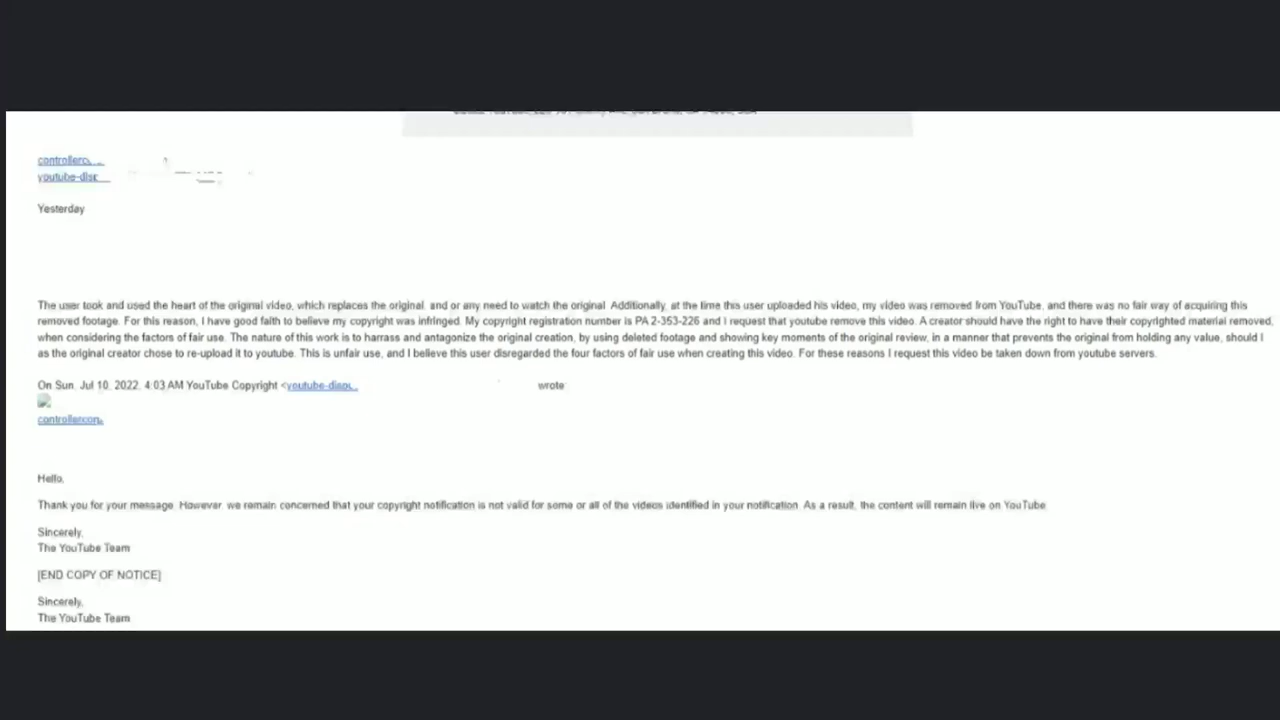 controllerc
youtube-dis
Yesterday
The user took and used the heart of the original video, which replaces the original, and or any need to watch the original. Additionally, at the time this user uploaded his video, my video was removed from YouTube, and there was no fair way of acquiring this
removed footage. For this reason, I have good faith to believe my copyright was infringed. My copyright registration number is PA 2-353-226 and I request that youtube remove this video. A creator should have the right to have their copyrighted material removed,
when considering the factors of fair use. The nature of this work is to harrass and antagonize the original creation, by using deleted footage and showing key moments of the original review, in a manner that prevents the original from holding any value, should I
as the original creator chose to re-upload it to youtube. This is unfair use, and I believe this user disregarded the four factors of fair use when creating this video. For these reasons I request this video be taken down from youtube servers.
On Sun, Jul 10, 2022, 4:03 AM YouTube Copyright <youtube-disp wrote
controllercon
Hello,
Thank you for your message. However, we remain concerned that your copyright notification is not valid for some or all of the videos identified in your notification. As a result, the content will remain live on YouTube.
Sincerely,
The YouTube Team
[END COPY OF NOTICE]
Sincerely,
The YouTube Team